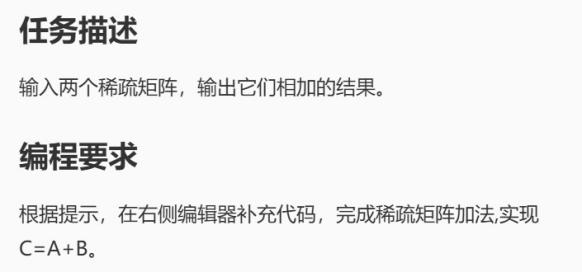 任务描述
输入两个稀疏矩阵，输出它们相加的结果。
编程要求
根据提示，在右侧编辑器补充代码，完成稀疏矩阵加法,实现
C=A+B。